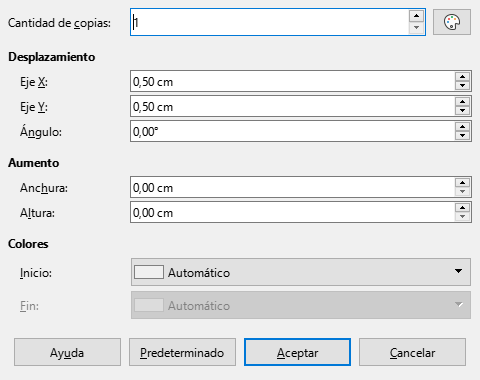 Cantidad de copias: 1
Desplazamiento
Eje X: 0,50 cm
Eje Y: 0,50 cm
Ángulo: 0,00°
Aumento
Anchura: 0,00 cm
Altura: 0,00 cm
Colores
Inicio: Automático
Fin: Automático
Ayuda Predeterminado Aceptar Cancelar